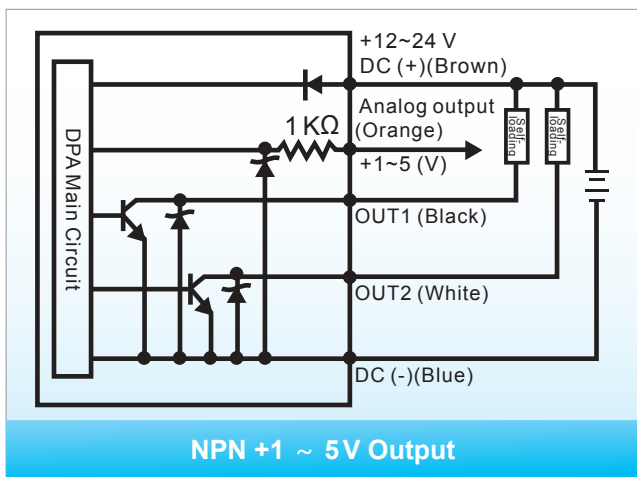 +12~24 V
DC (+)(Brown)
Analog output
(Orange)
1 KΩ
+1~5 (V)
Self-
loading
Self-
loading
DPA Main Circuit
OUT1 (Black)
OUT2 (White)
DC (-)(Blue)
NPN +1 ~ 5V Output